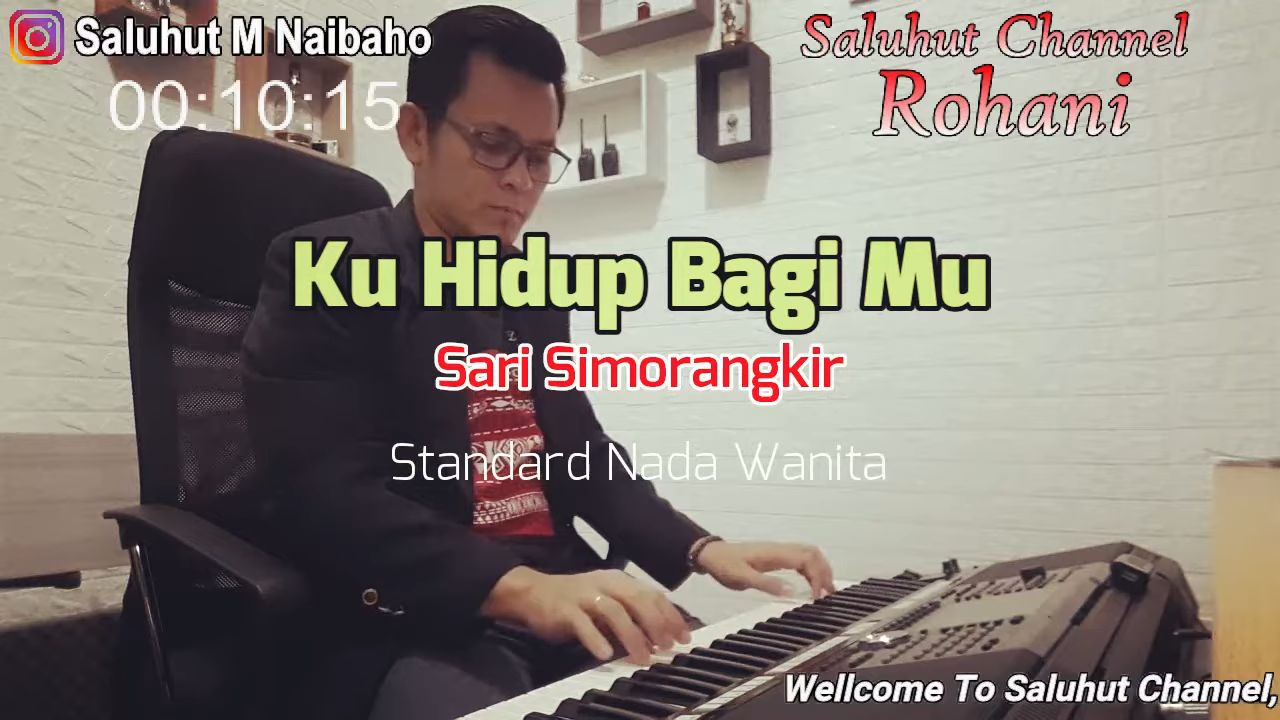 Saluhut M Naibaho
00:10:15
Saluhut Channel
Rohani
Ku Hidup Bagi Mu
Sari Simorangkir
Standard Nada Wanita
Wellcome To Saluhut Channel,